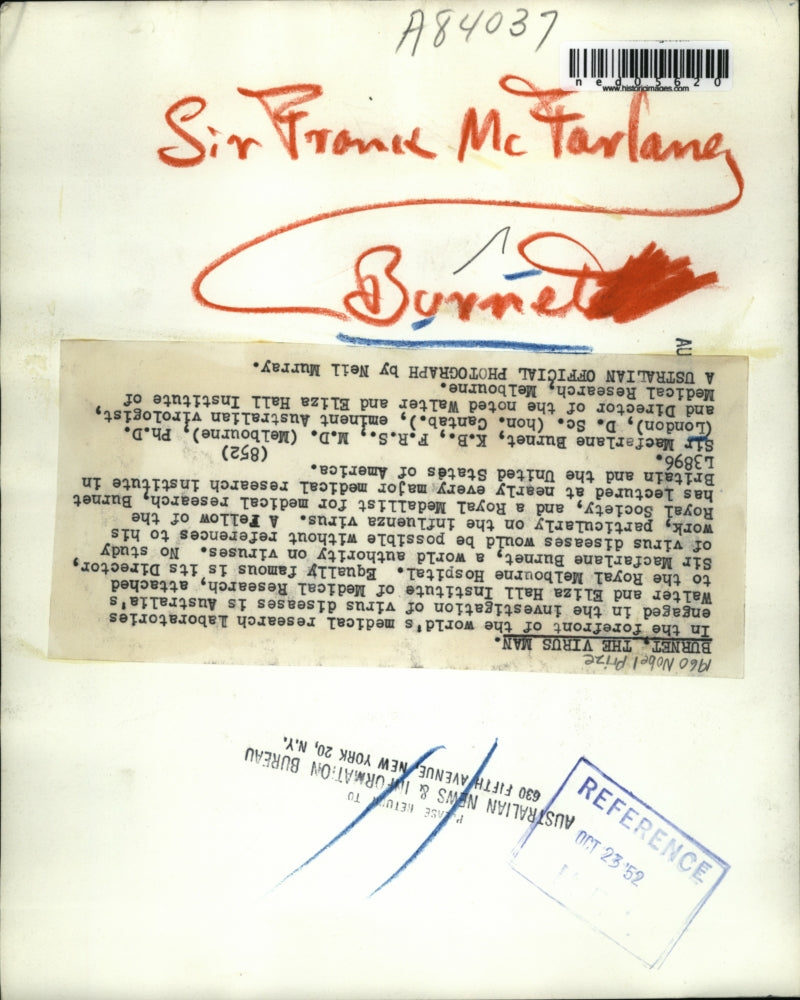 A84037
ned05620
www.historicimages.com
Sir Frank McFarlane
Burnet
AU
1960 Nobel Prize
BURNET, THE VIRUS MAN.
In the forefront of the world's medical research laboratories
engaged in the investigation of virus diseases is Australia's
Walter and Eliza Hall Institute of Medical Research, attached
to the Royal Melbourne Hospital. Equally famous is its Director,
Sir Macfarlane Burnet, a world authority on viruses. No study
of virus diseases would be possible without references to his
work, particularly on the influenza virus. A Fellow of the
Royal Society, and a Royal Medallist for medical research, Burnet
has lectured at nearly every major medical research institute in
Britain and the United States of America.
L3896. (852)
Sir Macfarlane Burnet, K.B., F.R.S., M.D. (Melbourne), Ph.D.
(London), D. Sc. (hon. Cantab.), eminent Australian virologist,
and Director of the noted Walter and Eliza Hall Institute of
Medical Research, Melbourne.
A USTRALIAN OFFICIAL PHOTOGRAPH by Neil Murray.
PLEASE RETURN TO
AUSTRALIAN NEWS & INFORMATION BUREAU
630 FIFTH AVENUE, NEW YORK 20, N.Y.
REFERENCE
OCT 23 '52